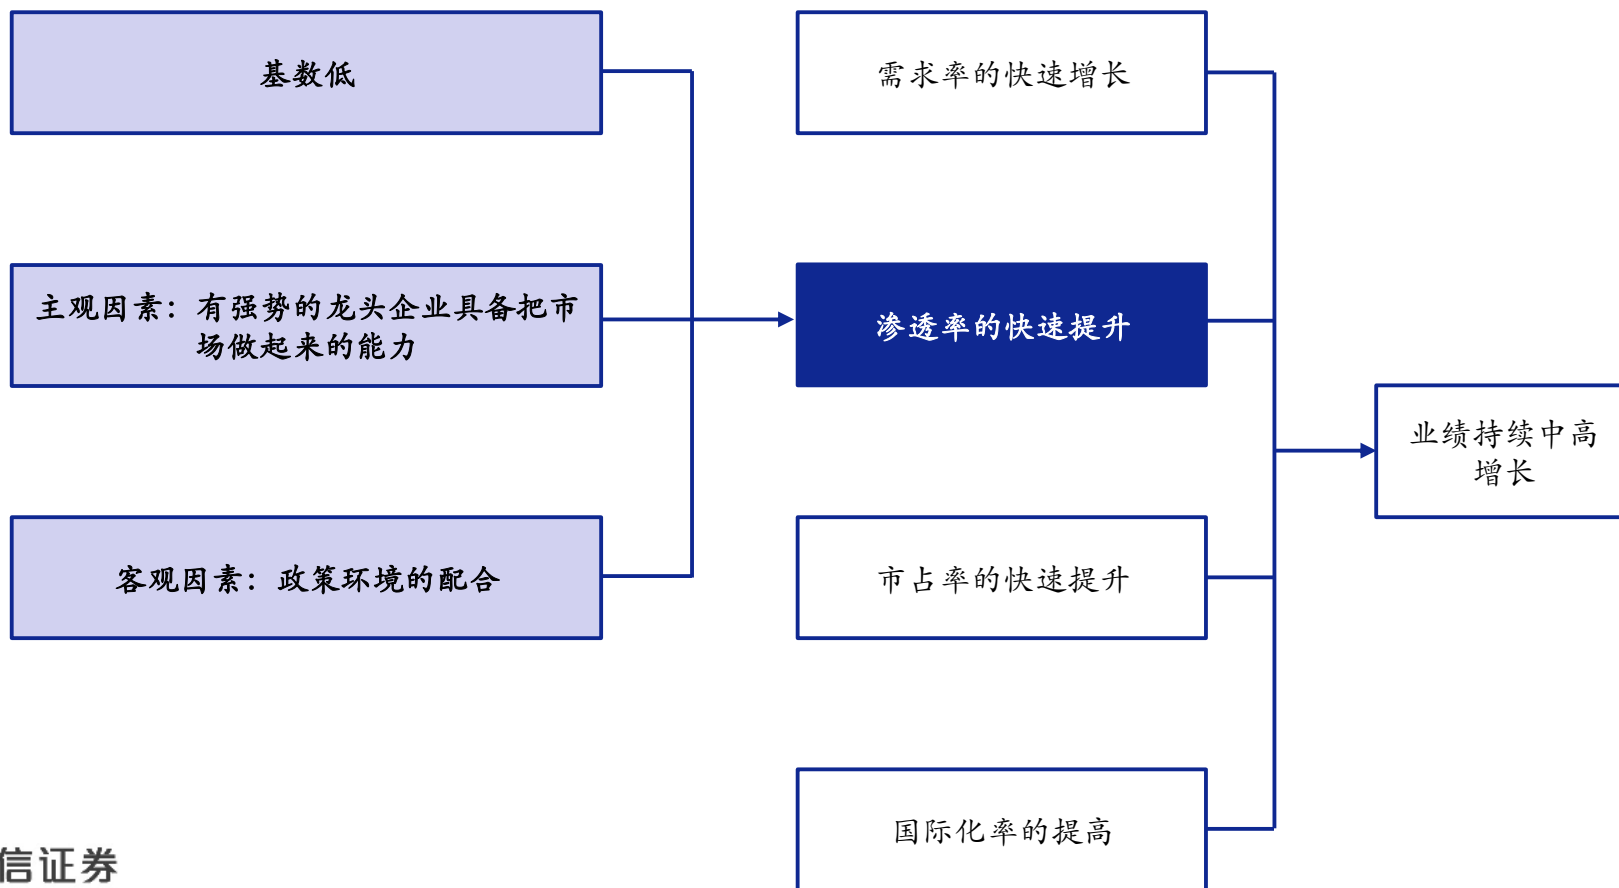 基数低
需求率的快速增长
主观因素：有强势的龙头企业具备把市
场做起来的能力
渗透率的快速提升
业绩持续中高
增长
客观因素：政策环境的配合
市占率的快速提升
国际化率的提高
信证券